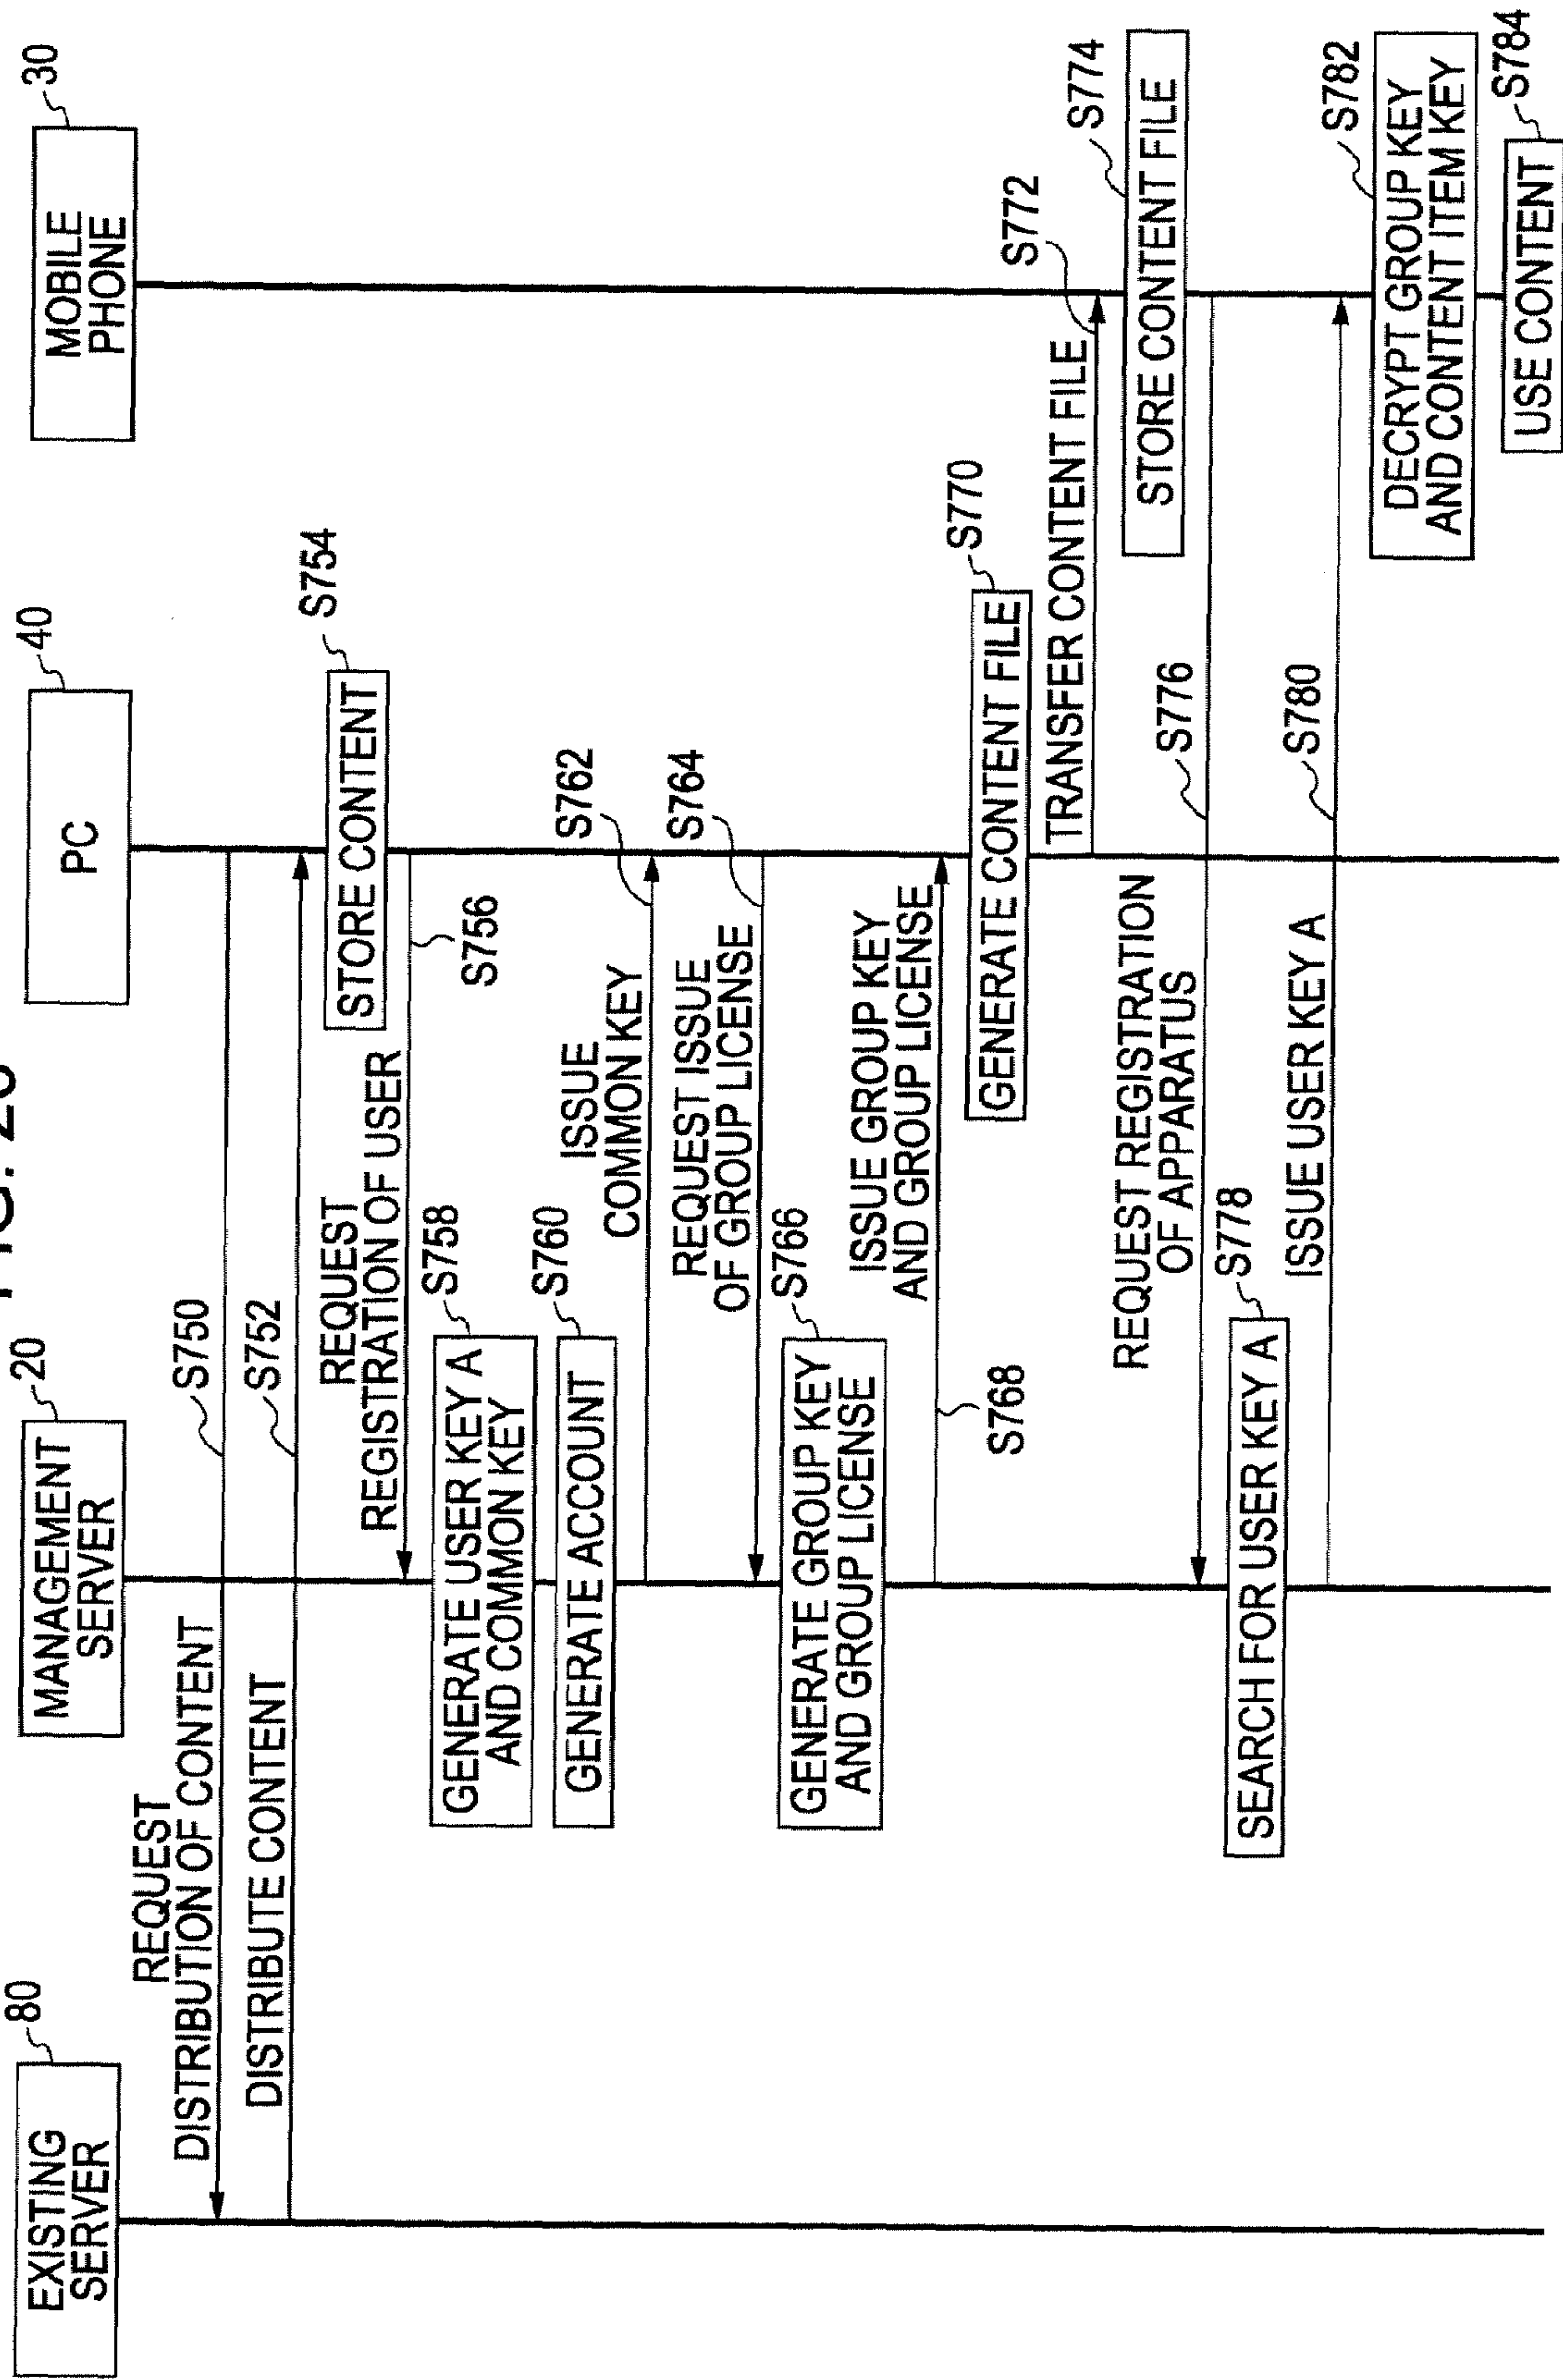 EXISTING
SERVER
80
MANAGEMENT
SERVER
20
PC
40
MOBILE
PHONE
30
REQUEST
DISTRIBUTION OF CONTENT
S750
DISTRIBUTE CONTENT
S752
STORE CONTENT
S754
REQUEST
REGISTRATION OF USER
S756
GENERATE USER KEY A
AND COMMON KEY
S758
GENERATE ACCOUNT
S760
ISSUE
COMMON KEY
S762
REQUEST ISSUE
OF GROUP LICENSE
S764
GENERATE GROUP KEY
AND GROUP LICENSE
S766
ISSUE GROUP KEY
AND GROUP LICENSE
S768
GENERATE CONTENT FILE
S770
TRANSFER CONTENT FILE
S772
STORE CONTENT FILE
S774
REQUEST REGISTRATION
OF APPARATUS
S776
SEARCH FOR USER KEY A
S778
ISSUE USER KEY A
S780
DECRYPT GROUP KEY
AND CONTENT ITEM KEY
S782
USE CONTENT
S784